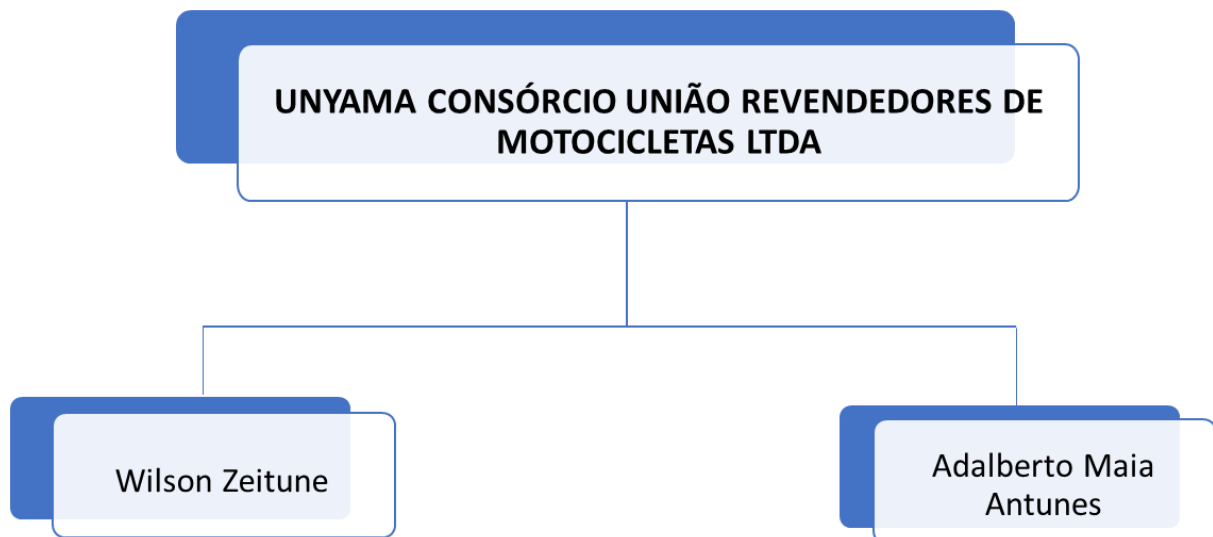 UNYAMA CONSÓRCIO UNIÃO REVENDEDORES DE
MOTOCICLETAS LTDA
Wilson Zeitune
Adalberto Maia
Antunes